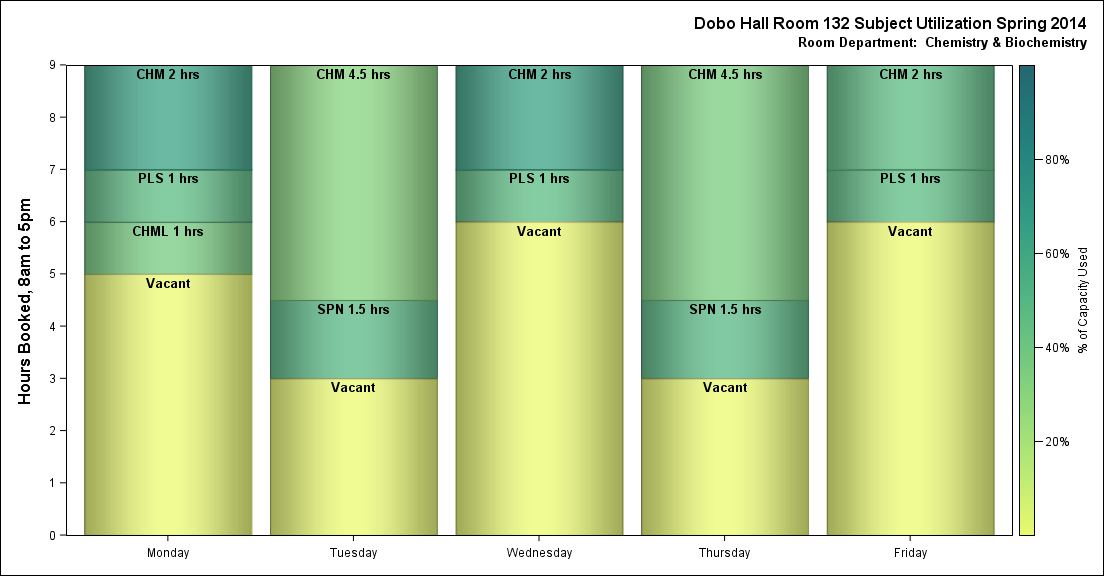 Dobo Hall Room 132 Subject Utilization Spring 2014
Room Department:  Chemistry & Biochemistry
Hours Booked, 8am to 5pm
9
8
7
6
5
4
3
2
1
0
CHM 2 hrs
PLS 1 hrs
CHML 1 hrs
Vacant
Monday
CHM 4.5 hrs
SPN 1.5 hrs
Vacant
Tuesday
CHM 2 hrs
PLS 1 hrs
Vacant
Wednesday
CHM 4.5 hrs
SPN 1.5 hrs
Vacant
Thursday
CHM 2 hrs
PLS 1 hrs
Vacant
Friday
80%
60%
40%
20%
% of Capacity Used